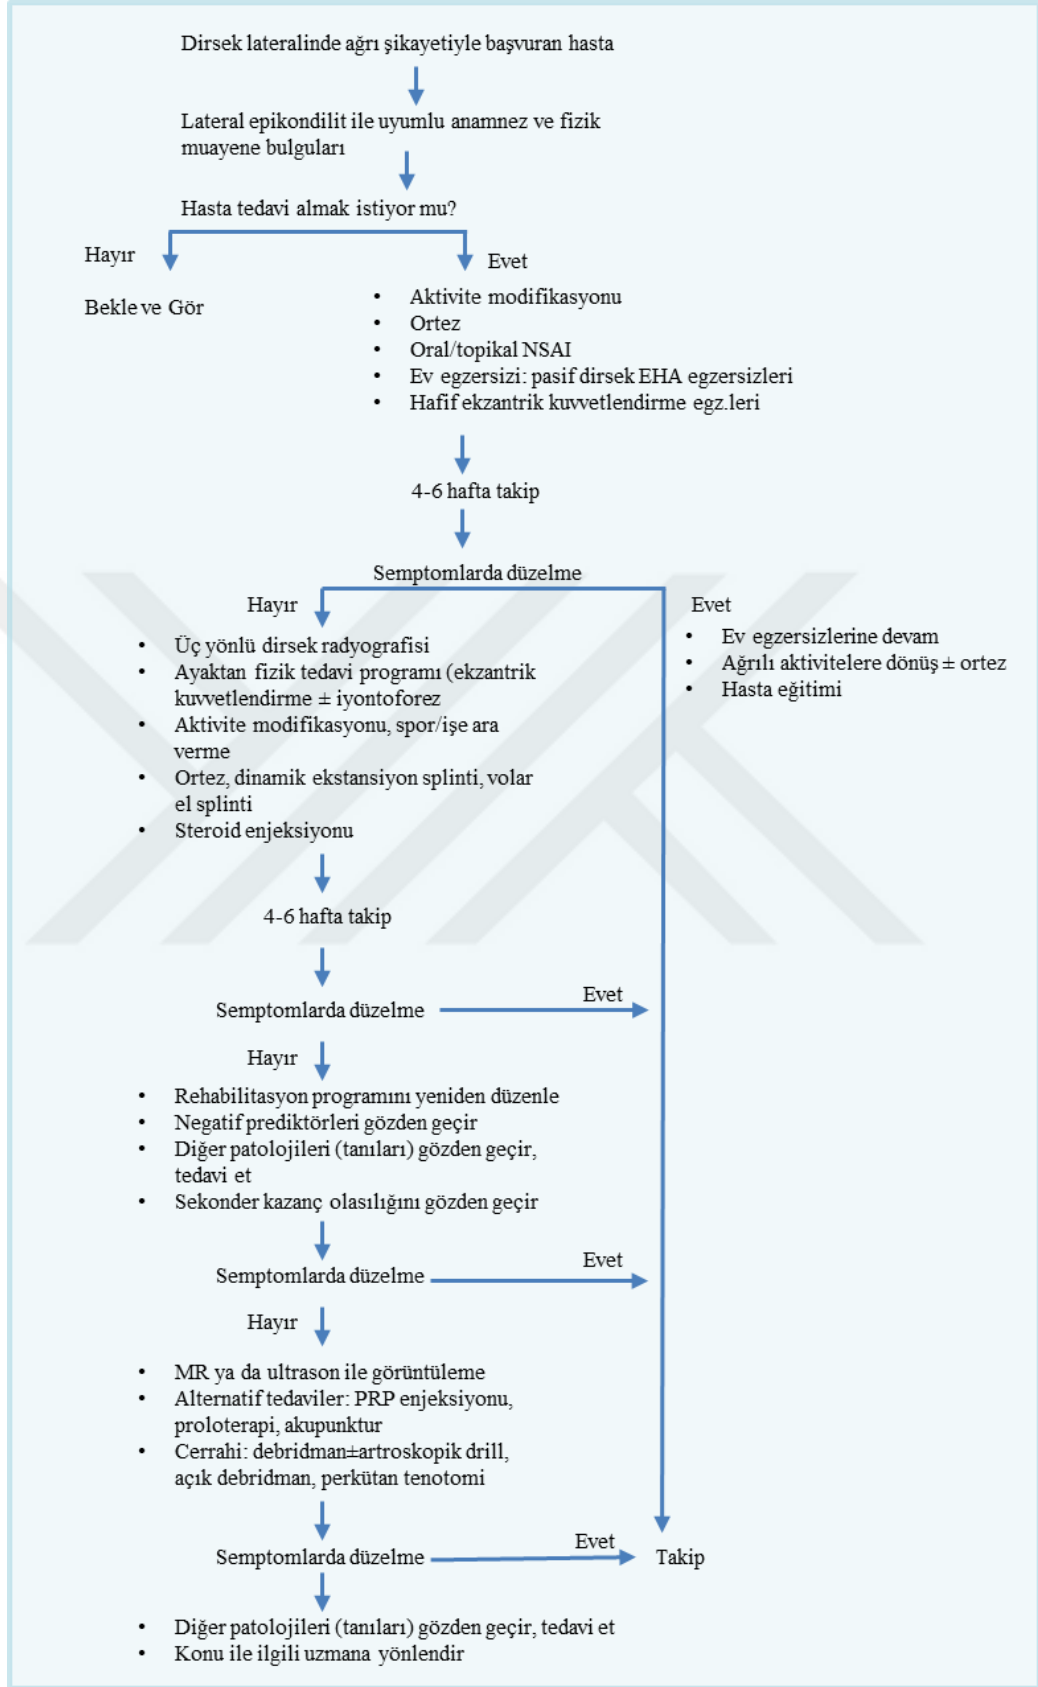 Dirsek lateralinde ağrı şikayetiyle başvuran hasta
Lateral epikondilit ile uyumlu anamnez ve fizik
muayene bulguları
Hasta tedavi almak istiyor mu?
Hayır
Evet
Bekle ve Gör
• Aktivite modifikasyonu
• Ortez
• Oral/topikal NSAI
• Ev egzersizi: pasif dirsek EHA egzersizleri
• Hafif ekzantrik kuvvetlendirme egz.leri
4-6 hafta takip
Semptomlarda düzelme
Hayır
Evet
• Ev egzersizlerine devam
• Ağrılı aktivitelere dönüş ± ortez
• Hasta eğitimi
• Üç yönlü dirsek radyografisi
• Ayaktan fizik tedavi programı (ekzantrik
kuvvetlendirme ± iyontoforez
• Aktivite modifikasyonu, spor/işe ara
verme
• Ortez, dinamik ekstansiyon splinti, volar
el splinti
• Steroid enjeksiyonu
4-6 hafta takip
Semptomlarda düzelme
Evet
Hayır
• Rehabilitasyon programını yeniden düzenle
• Negatif prediktörleri gözden geçir
• Diğer patolojileri (tanıları) gözden geçir,
tedavi et
• Sekonder kazanç olasılığını gözden geçir
Semptomlarda düzelme
Evet
Hayır
• MR ya da ultrason ile görüntüleme
• Alternatif tedaviler: PRP enjeksiyonu,
proloterapi, akupunktur
• Cerrahi: debridman±artroskopik drill,
açık debridman, perkütan tenotomi
Semptomlarda düzelme
Evet
Takip
• Diğer patolojileri (tanıları) gözden geçir, tedavi et
• Konu ile ilgili uzmana yönlendir